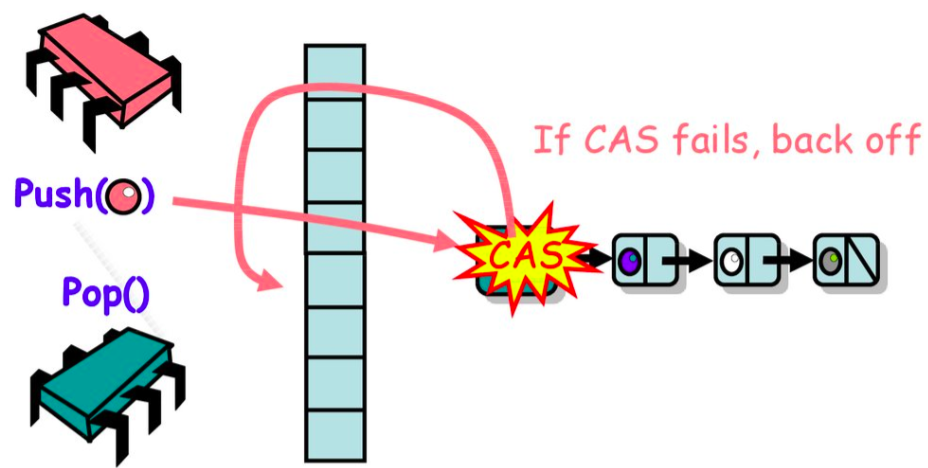 If CAS fails, back off
Push( )
CAS
Pop()